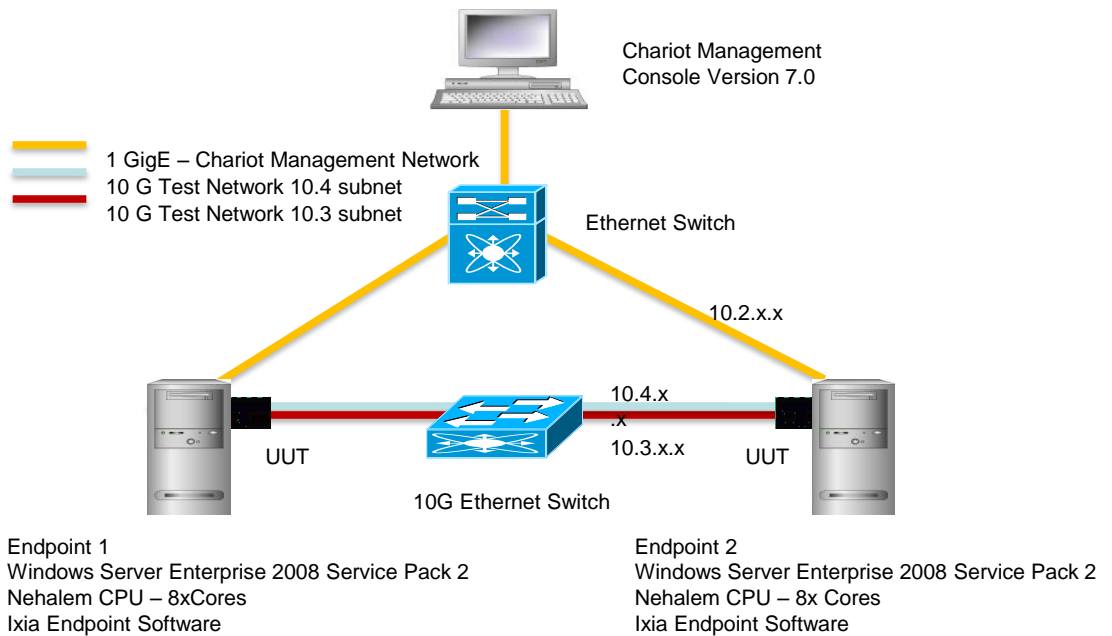 Chariot Management
Console Version 7.0
1 GigE – Chariot Management Network
10 G Test Network 10.4 subnet
10 G Test Network 10.3 subnet
Ethernet Switch
10.2.x.x
10.4.x
.x
10.3.x.x
UUT
UUT
10G Ethernet Switch
Endpoint 1
Windows Server Enterprise 2008 Service Pack 2
Nehalem CPU – 8xCores
Ixia Endpoint Software
Endpoint 2
Windows Server Enterprise 2008 Service Pack 2
Nehalem CPU – 8x Cores
Ixia Endpoint Software